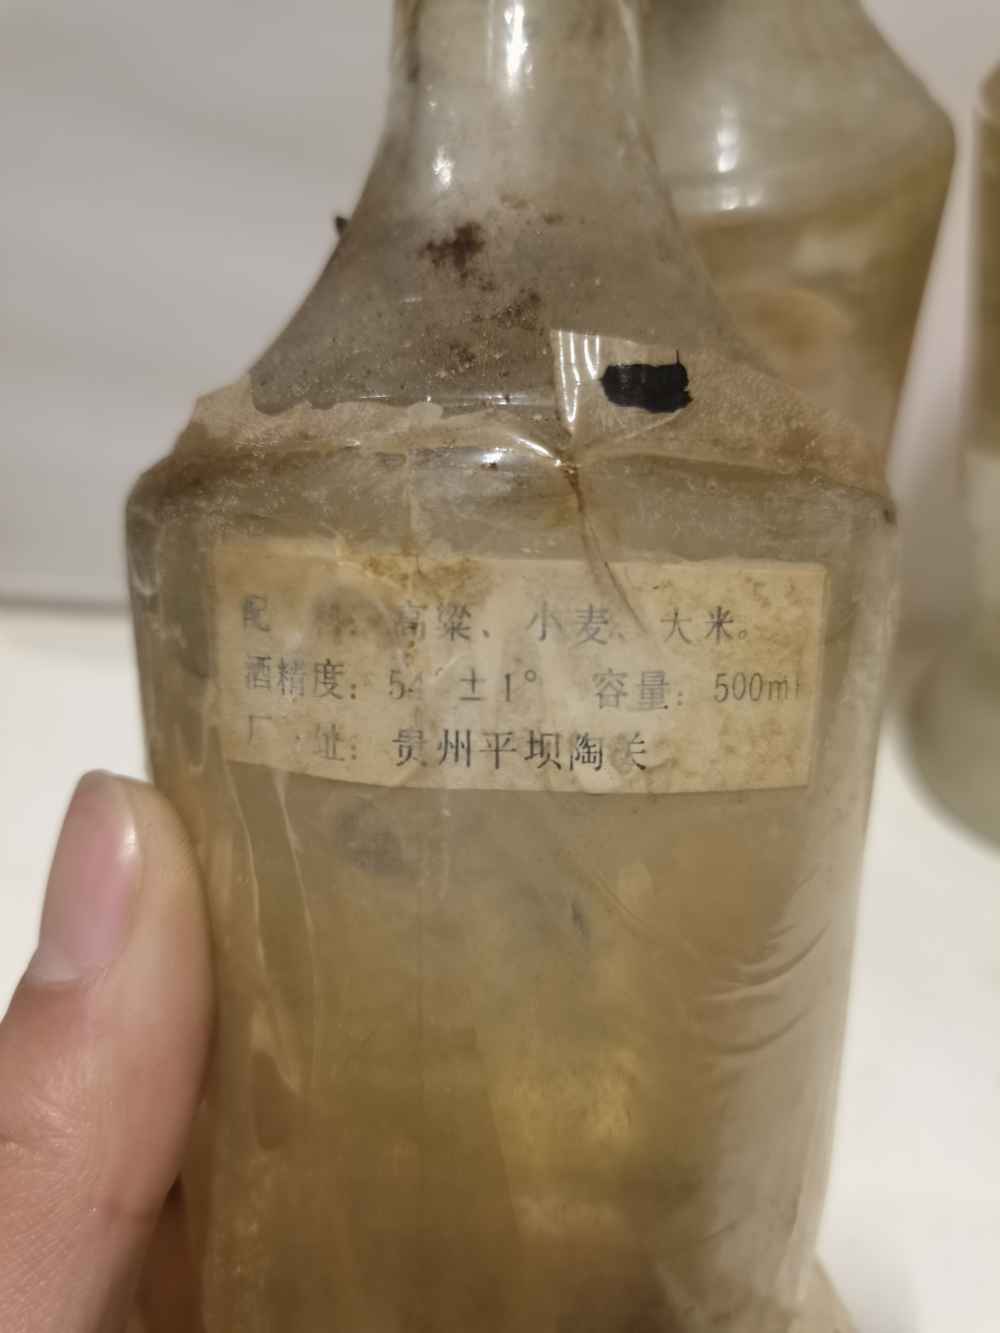 配 料：高粱、小麦、大米。
酒精度：54°±1° 容量：500ml
厂 址：贵州平坝陶关